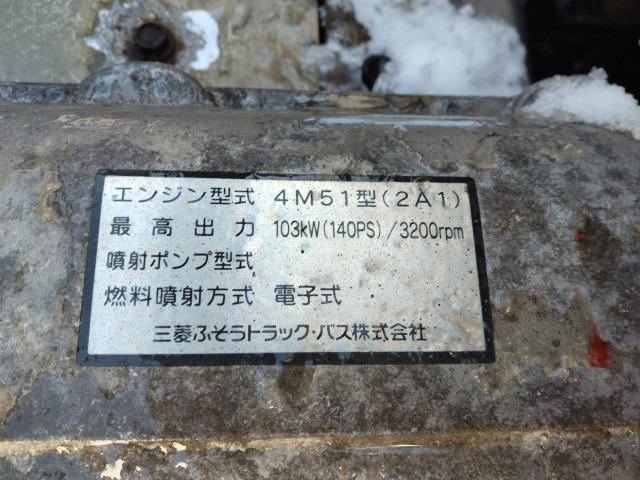 エンジン型式 4M51型(2A1)
最高出力 103kW(140PS)/3200rpm
噴射ポンプ型式
燃料噴射方式 電子式
三菱ふそうトラック・バス株式会社